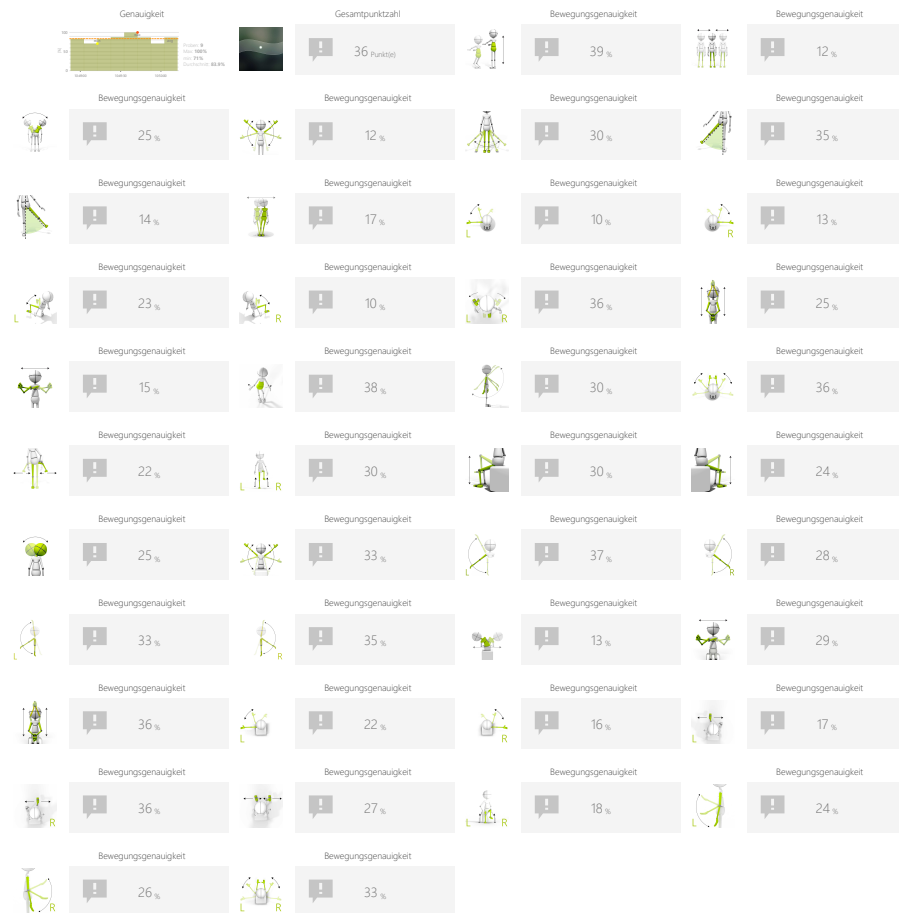 Genauigkeit
Gesamtpunktzahl
Bewegungsgenauigkeit
Bewegungsgenauigkeit
36 Punkt(e)
39 %
12 %
Bewegungsgenauigkeit
Bewegungsgenauigkeit
Bewegungsgenauigkeit
Bewegungsgenauigkeit
25 %
12 %
30 %
35 %
Bewegungsgenauigkeit
Bewegungsgenauigkeit
Bewegungsgenauigkeit
Bewegungsgenauigkeit
14 %
17 %
L
10 %
R
13 %
Bewegungsgenauigkeit
Bewegungsgenauigkeit
Bewegungsgenauigkeit
Bewegungsgenauigkeit
L
23 %
R
10 %
L R
36 %
25 %
Bewegungsgenauigkeit
Bewegungsgenauigkeit
Bewegungsgenauigkeit
Bewegungsgenauigkeit
15 %
38 %
30 %
36 %
Bewegungsgenauigkeit
Bewegungsgenauigkeit
Bewegungsgenauigkeit
Bewegungsgenauigkeit
22 %
L R
30 %
30 %
24 %
Bewegungsgenauigkeit
Bewegungsgenauigkeit
Bewegungsgenauigkeit
Bewegungsgenauigkeit
25 %
33 %
L
37 %
R
28 %
Bewegungsgenauigkeit
Bewegungsgenauigkeit
Bewegungsgenauigkeit
Bewegungsgenauigkeit
L
33 %
R
35 %
13 %
29 %
Bewegungsgenauigkeit
Bewegungsgenauigkeit
Bewegungsgenauigkeit
Bewegungsgenauigkeit
36 %
L
22 %
R
16 %
L
17 %
Bewegungsgenauigkeit
Bewegungsgenauigkeit
Bewegungsgenauigkeit
Bewegungsgenauigkeit
R
36 %
27 %
L R
18 %
L
24 %
Bewegungsgenauigkeit
Bewegungsgenauigkeit
R
26 %
L R
33 %